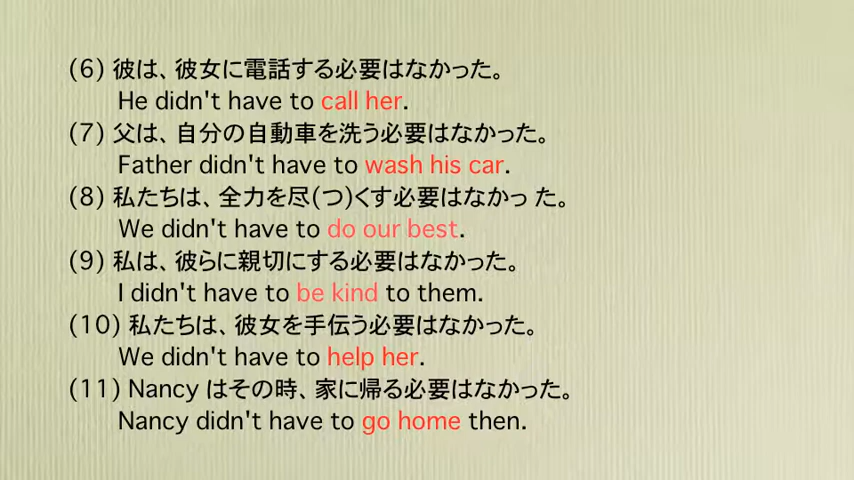 (6) 彼は、彼女に電話する必要はなかった。
He didn't have to call her.
(7) 父は、自分の自動車を洗う必要はなかった。
Father didn't have to wash his car.
(8) 私たちは、全力を尽(つ)くす必要はなかっ た。
We didn't have to do our best.
(9) 私は、彼らに親切にする必要はなかった。
I didn't have to be kind to them.
(10) 私たちは、彼女を手伝う必要はなかった。
We didn't have to help her.
(11) Nancy はその時、家に帰る必要はなかった。
Nancy didn't have to go home then.